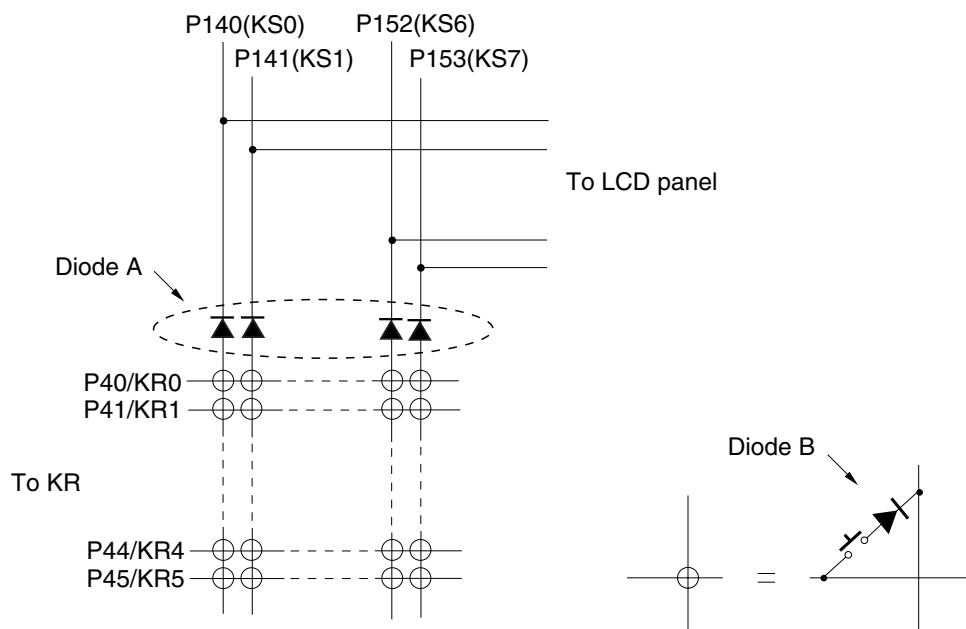 P140(KS0)
P152(KS6)
P141(KS1)
P153(KS7)
To LCD panel
Diode A
P40/KR0
P41/KR1
To KR
Diode B
P44/KR4
P45/KR5
=